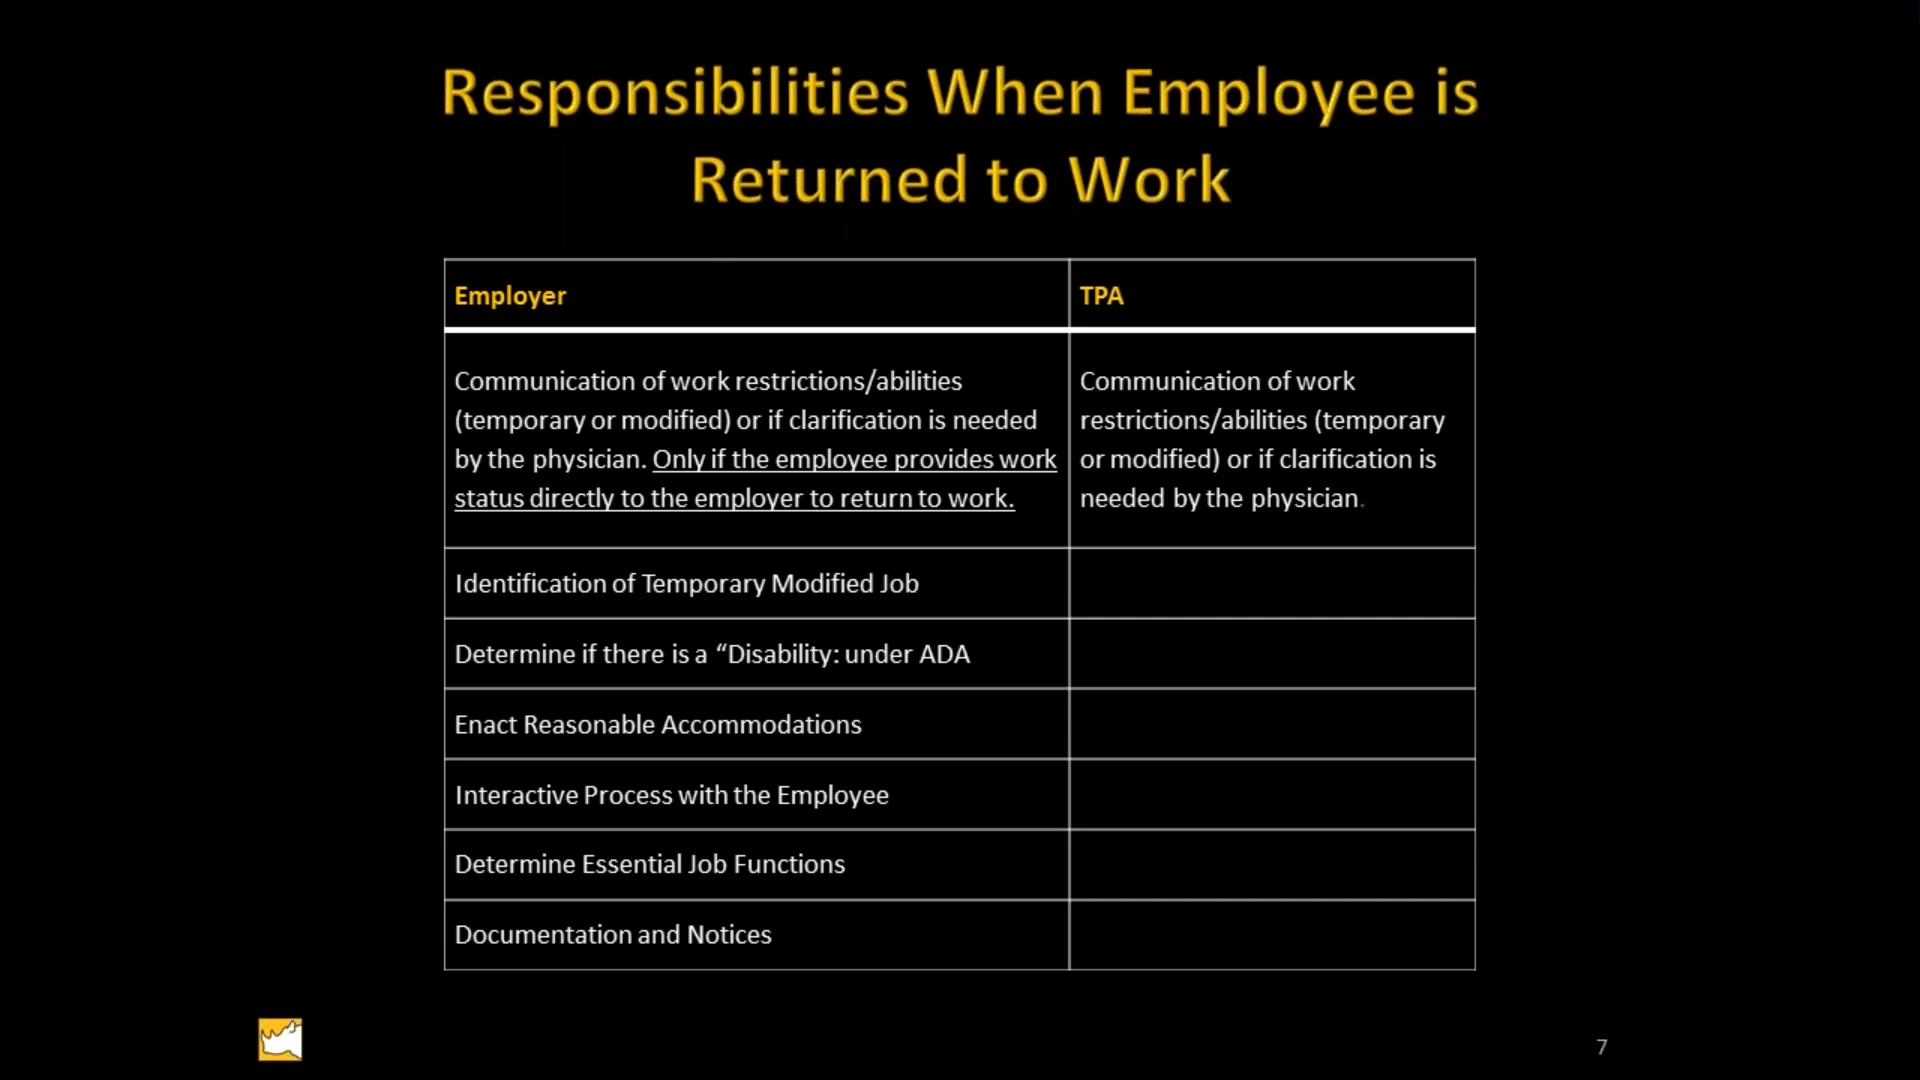 Responsibilities When Employee is
Returned to Work
Employer
TPA
Communication of work restrictions/abilities
(temporary or modified) or if clarification is needed
by the physician. Only if the employee provides work
status directly to the employer to return to work.
Communication of work
restrictions/abilities (temporary
or modified) or if clarification is
needed by the physician.
Identification of Temporary Modified Job
Determine if there is a “Disability: under ADA
Enact Reasonable Accommodations
Interactive Process with the Employee
Determine Essential Job Functions
Documentation and Notices
7